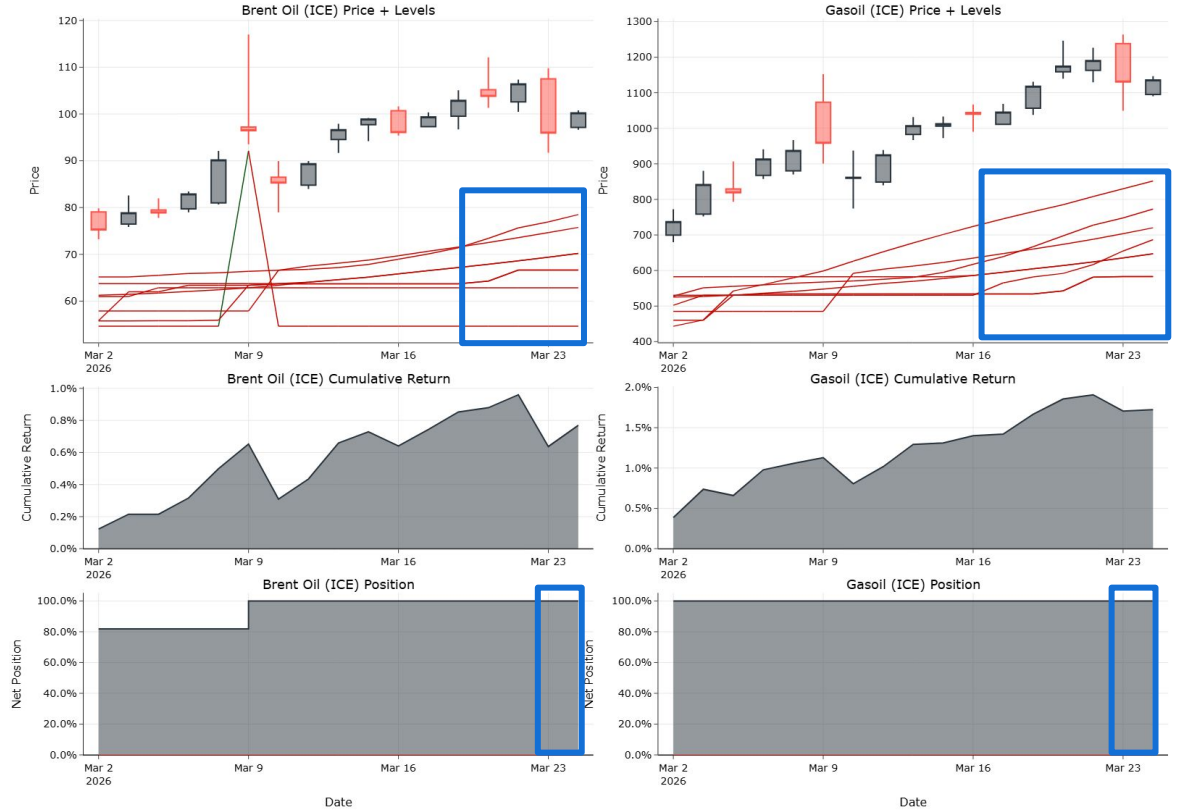 Brent Oil (ICE) Price + Levels
120
110
100
90
80
70
60
Price
Mar 2
2026
Mar 9
Mar 16
Mar 23
Gasoil (ICE) Price + Levels
1300
1200
1100
1000
900
800
700
600
500
400
Price
Mar 2
2026
Mar 9
Mar 16
Mar 23
Brent Oil (ICE) Cumulative Return
1.0%
0.8%
0.6%
0.4%
0.2%
0.0%
Cumulative Return
Mar 2
2026
Mar 9
Mar 16
Mar 23
Gasoil (ICE) Cumulative Return
2.0%
1.5%
1.0%
0.5%
0.0%
Cumulative Return
Mar 2
2026
Mar 9
Mar 16
Mar 23
Brent Oil (ICE) Position
100.0%
80.0%
60.0%
40.0%
20.0%
0.0%
Net Position
Mar 2
2026
Mar 9
Mar 16
Mar 23
Date
Gasoil (ICE) Position
100.0%
80.0%
60.0%
40.0%
20.0%
0.0%
Net Position
Mar 2
2026
Mar 9
Mar 16
Mar 23
Date